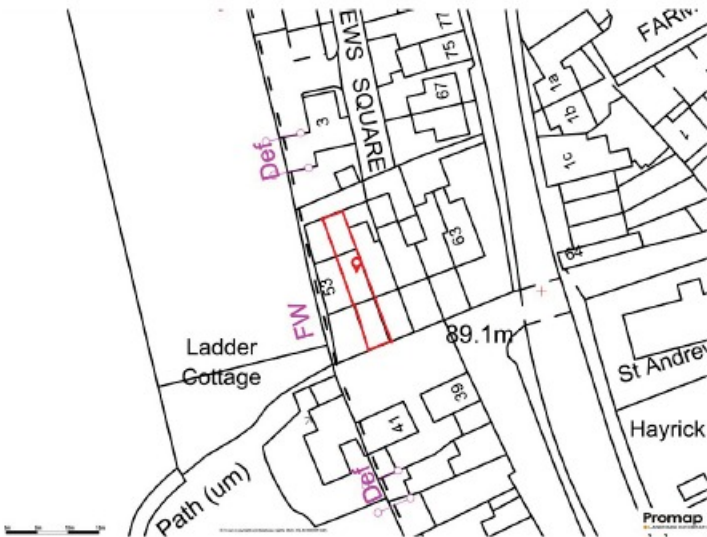 EWS SQUARE
77
75
67
FARM
1a
1b
1
1c
3
Def
63
53
FW
89.1m
Ladder
Cottage
St Andrew
39
41
Hayrick
Def
Path (um)
Promap